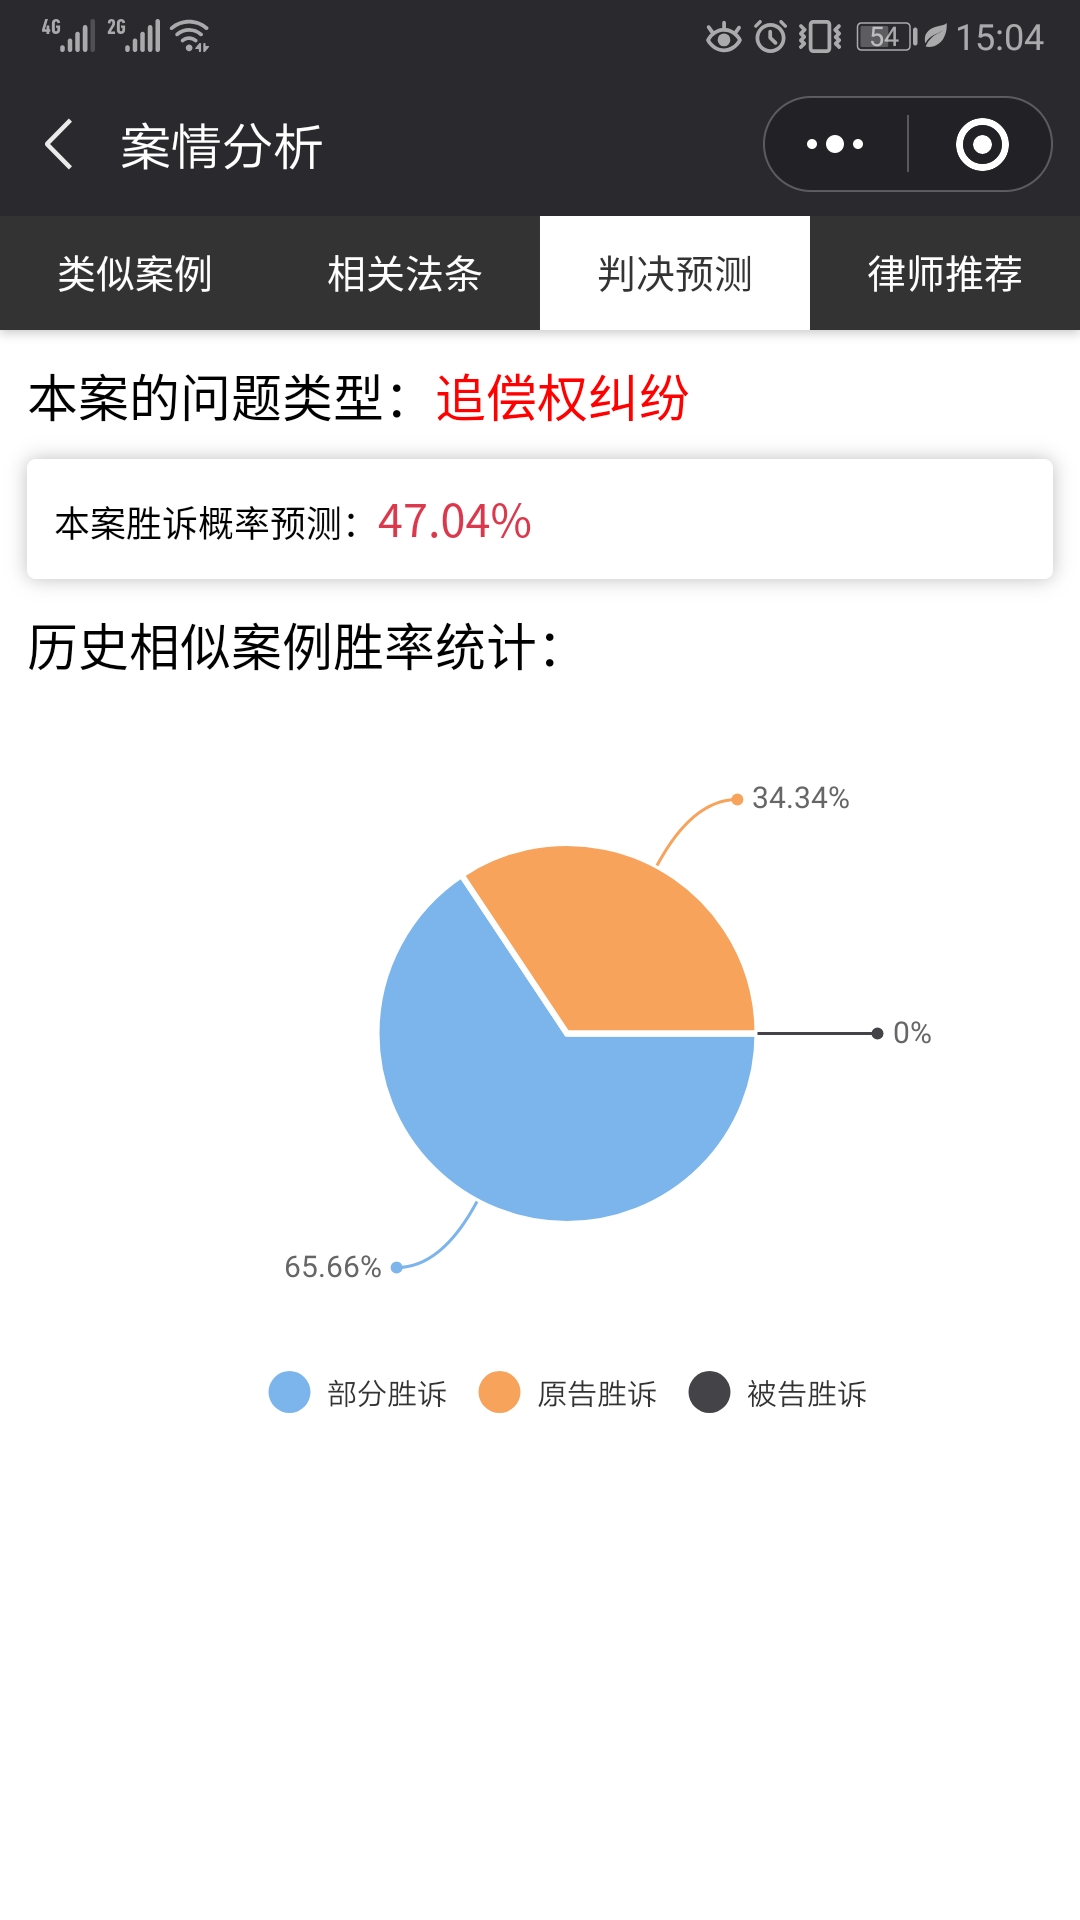 4G 2G 54 15:04
案情分析
类似案例 相关法条 判决预测 律师推荐
本案的问题类型：追偿权纠纷
本案胜诉概率预测：47.04%
历史相似案例胜率统计：
34.34%
0%
65.66%
部分胜诉 原告胜诉 被告胜诉